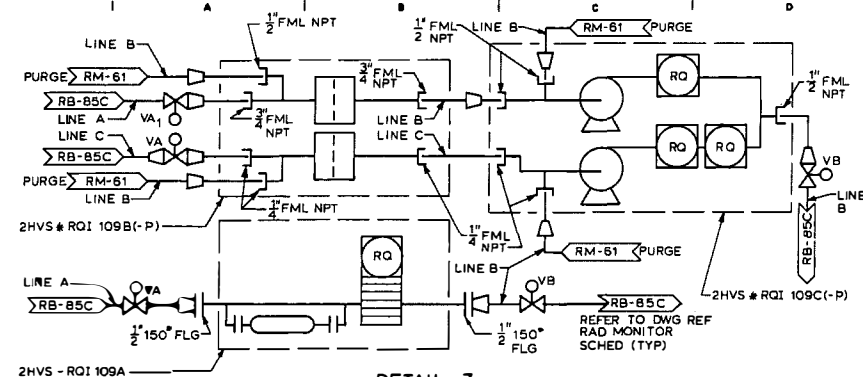 A B C D
1/2" FML NPT
LINE B
PURGE RM-61
RB-85C
LINE A
VA1
3/4" FML NPT
3/4" FML NPT
LINE B
1/2" FML NPT
LINE B
RM-61 PURGE
RQ
1/2" FML NPT
LINE C
VA
RB-85C
PURGE RM-61
LINE B
1/4" FML NPT
LINE C
1/4" FML NPT
RQ RQ
RM-61 PURGE
VB
LINE B
RB-85C
2HVS*RQI 109B(-P)
2HVS*RQI 109C(-P)
LINE A
RB-85C
VA
1/2" 150# FLG
RQ
LINE B
VB
RB-85C
1/2" 150# FLG
REFER TO DWG REF
RAD MONITOR
SCHED (TYP)
2HVS-RQI 109A